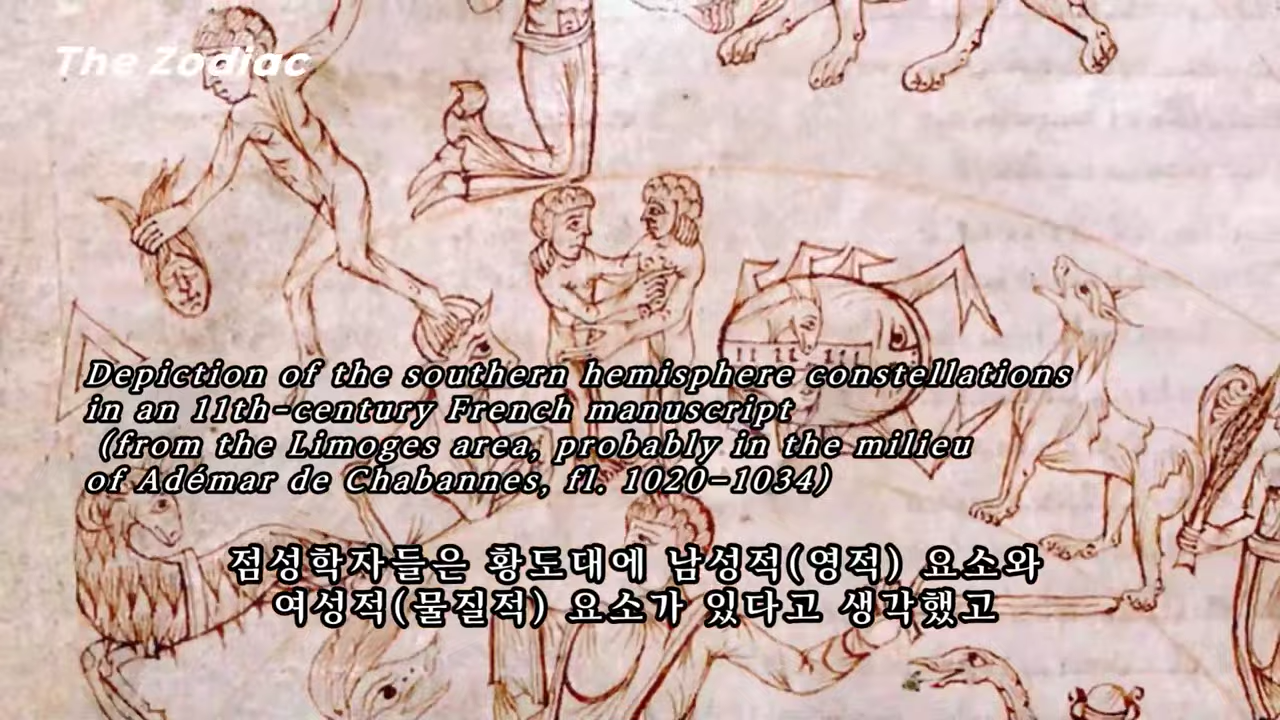 The Zodiac
Depiction of the southern hemisphere constellations
in an 11th-century French manuscript
(from the Limoges area, probably in the milieu
of Adémar de Chabannes, fl. 1020-1034)
점성학자들은 황도대에 남성적(영적) 요소와
여성적(물질적) 요소가 있다고 생각했고